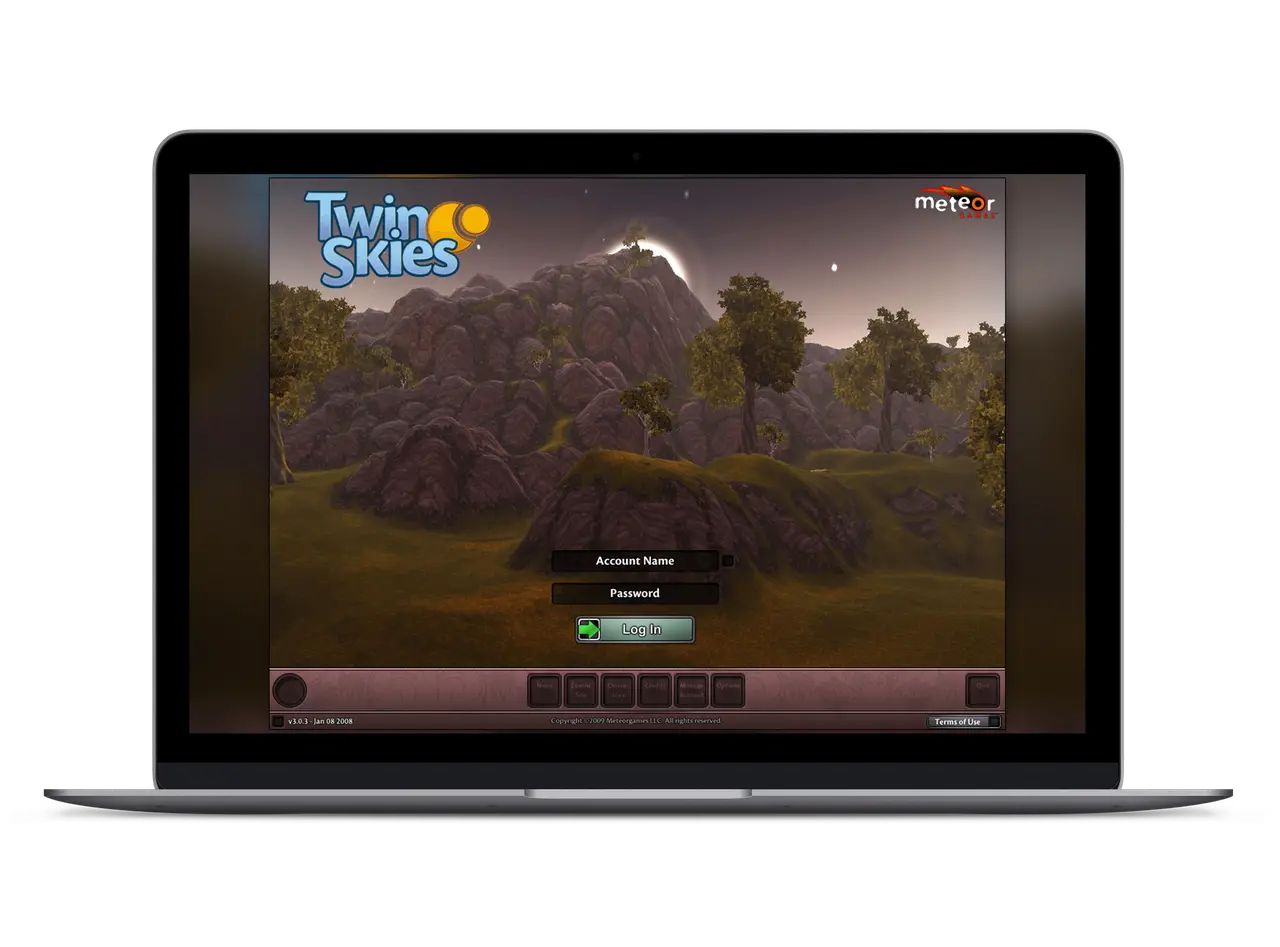 Twin
Skies
meteor
GAMES
Account Name
Password
Log In
v3.0.3 - Jan 08 2008
Copyright ©2009 Meteorgames LLC. All rights reserved.
Terms of Use